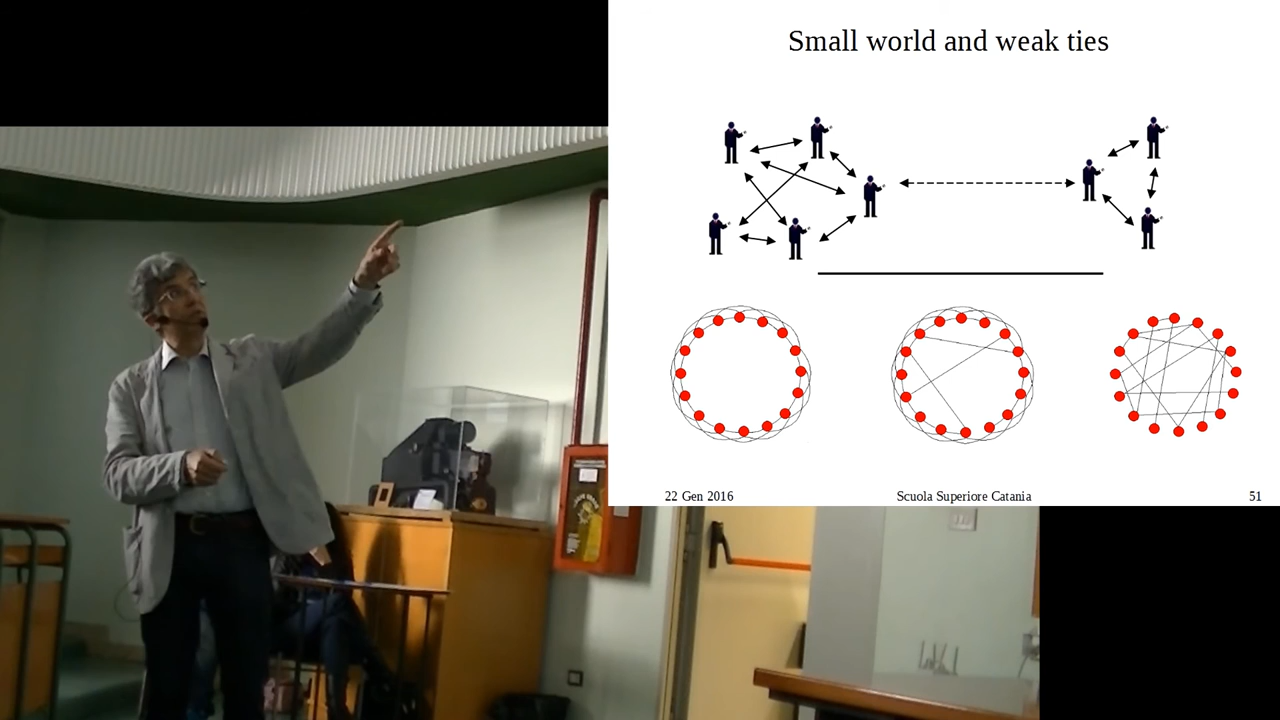 Small world and weak ties
22 Gen 2016
Scuola Superiore Catania
51